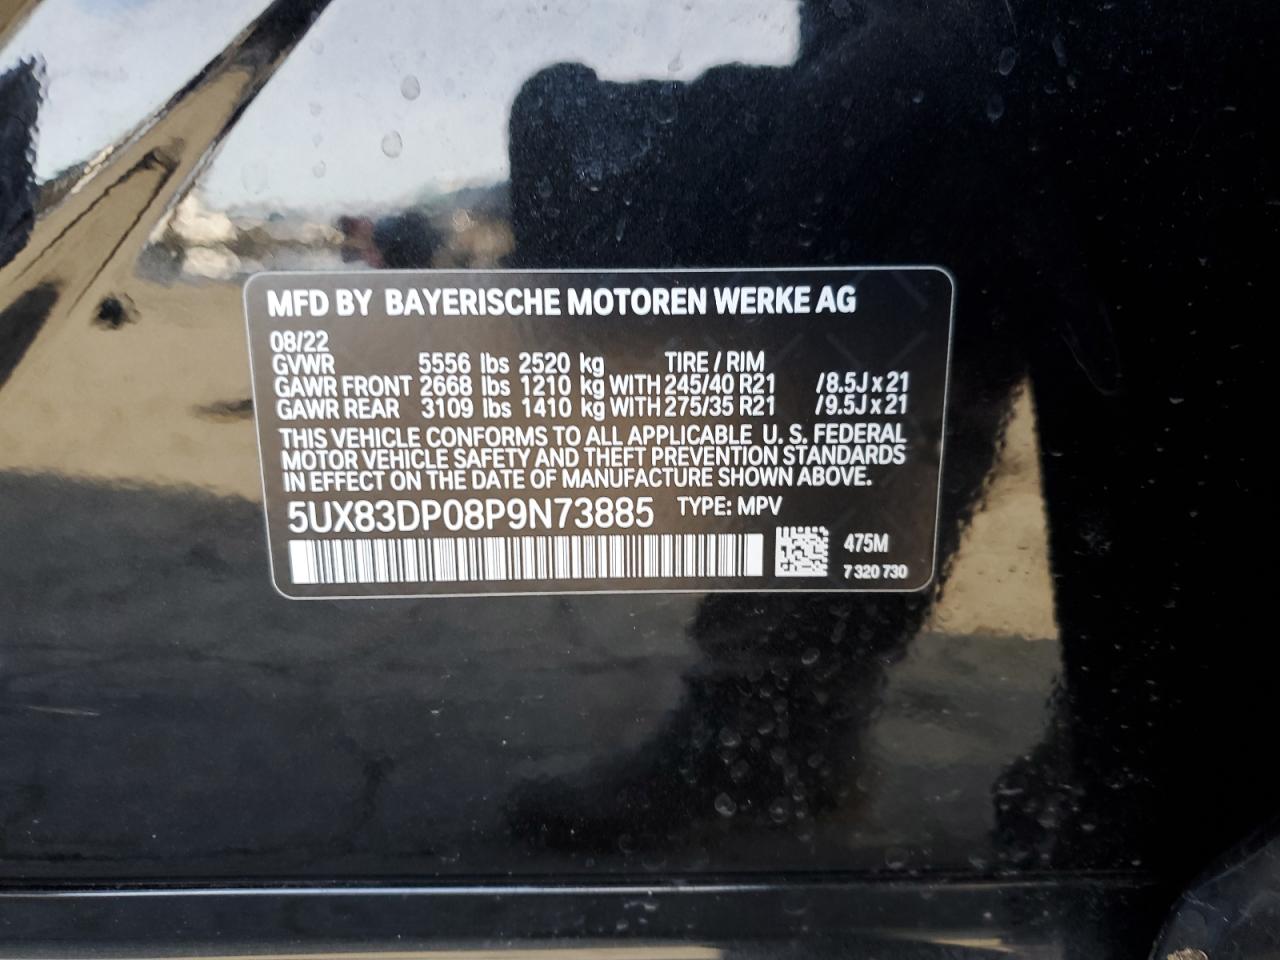 MFD BY BAYERISCHE MOTOREN WERKE AG
08/22
GVWR 5556 lbs 2520 kg TIRE / RIM
GAWR FRONT 2668 lbs 1210 kg WITH 245/40 R21 /8.5J x 21
GAWR REAR 3109 lbs 1410 kg WITH 275/35 R21 /9.5J x 21
THIS VEHICLE CONFORMS TO ALL APPLICABLE U. S. FEDERAL
MOTOR VEHICLE SAFETY AND THEFT PREVENTION STANDARDS
IN EFFECT ON THE DATE OF MANUFACTURE SHOWN ABOVE.
5UX83DP08P9N73885 TYPE: MPV
475M
7 320 730